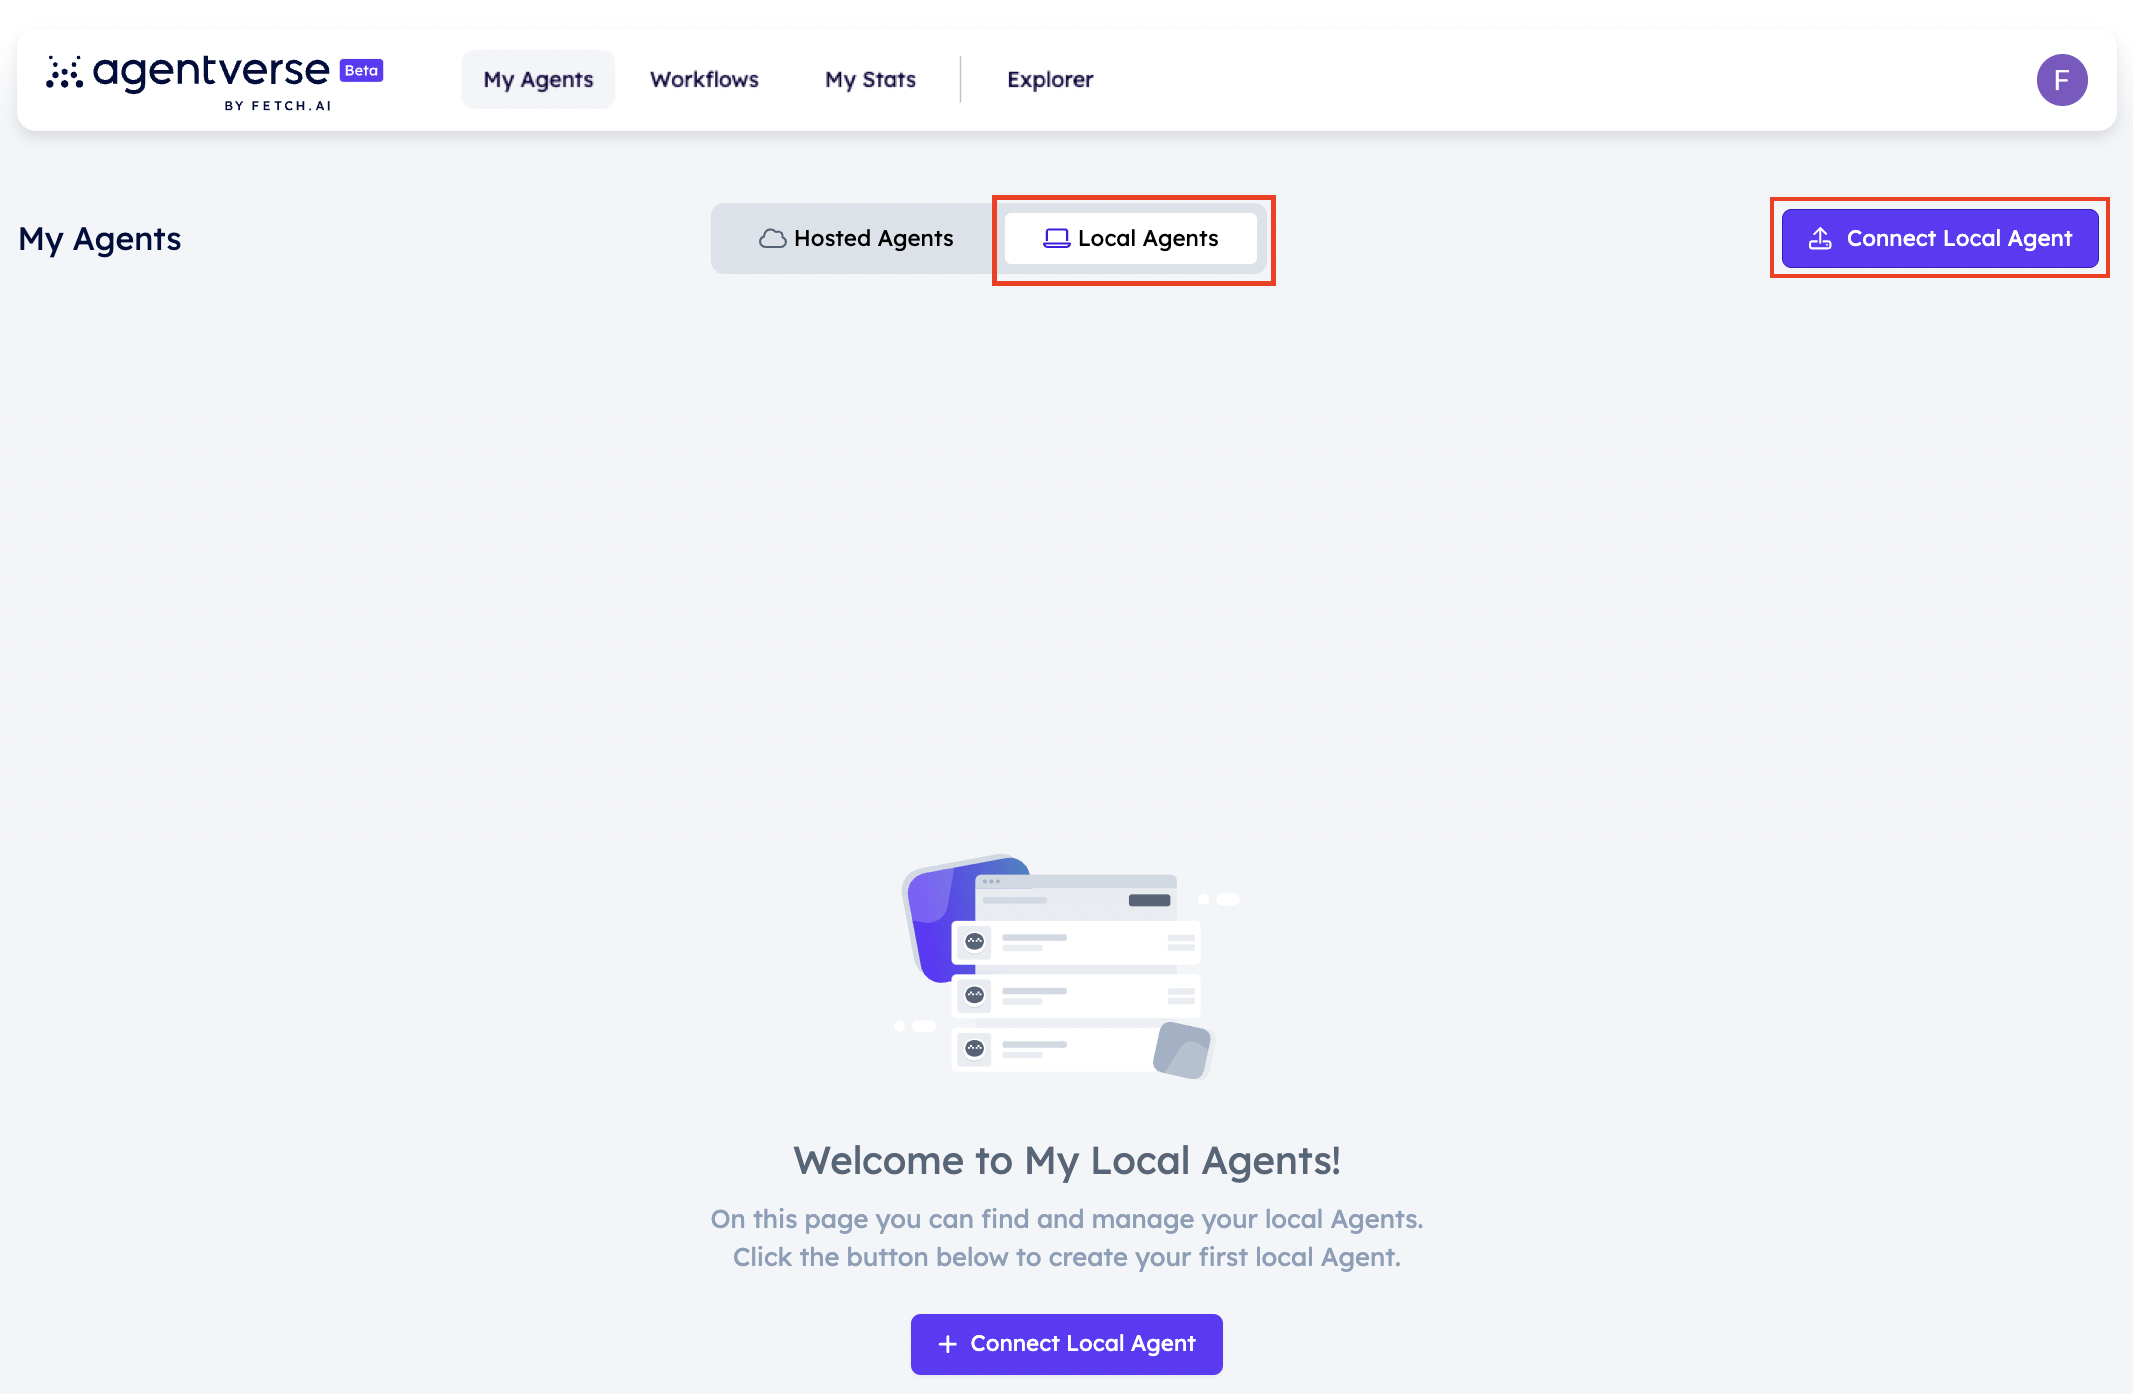 agentverse Beta
BY FETCH.AI
My Agents
Workflows
My Stats
Explorer
F
My Agents
Hosted Agents
Local Agents
Connect Local Agent
Welcome to My Local Agents!
On this page you can find and manage your local Agents.
Click the button below to create your first local Agent.
+ Connect Local Agent